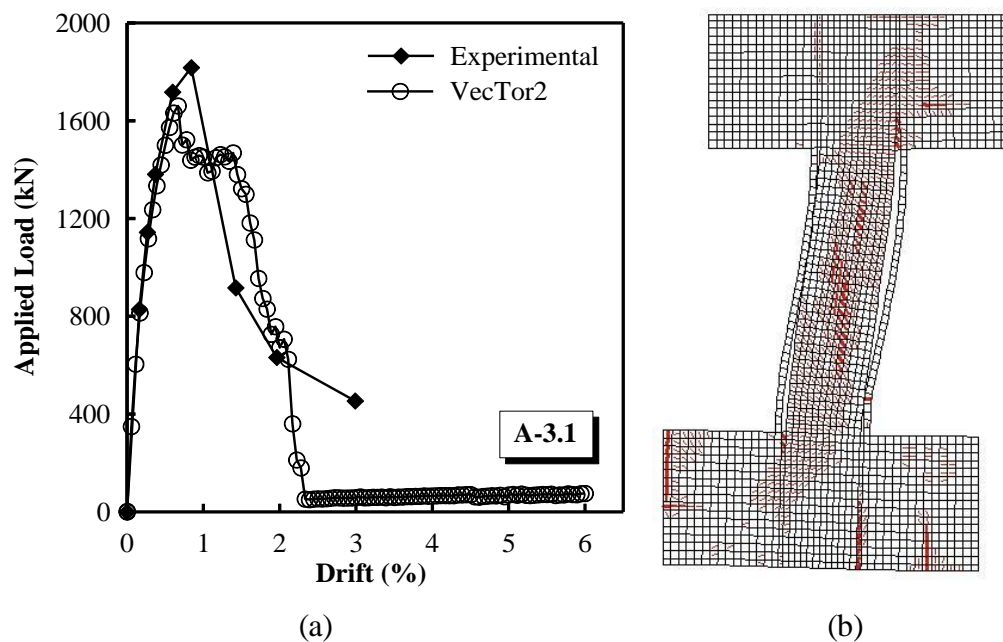 2000
1600
1200
800
400
0
Applied Load (kN)
Experimental
VecTor2
A-3.1
0 1 2 3 4 5 6
Drift (%)
(a) (b)